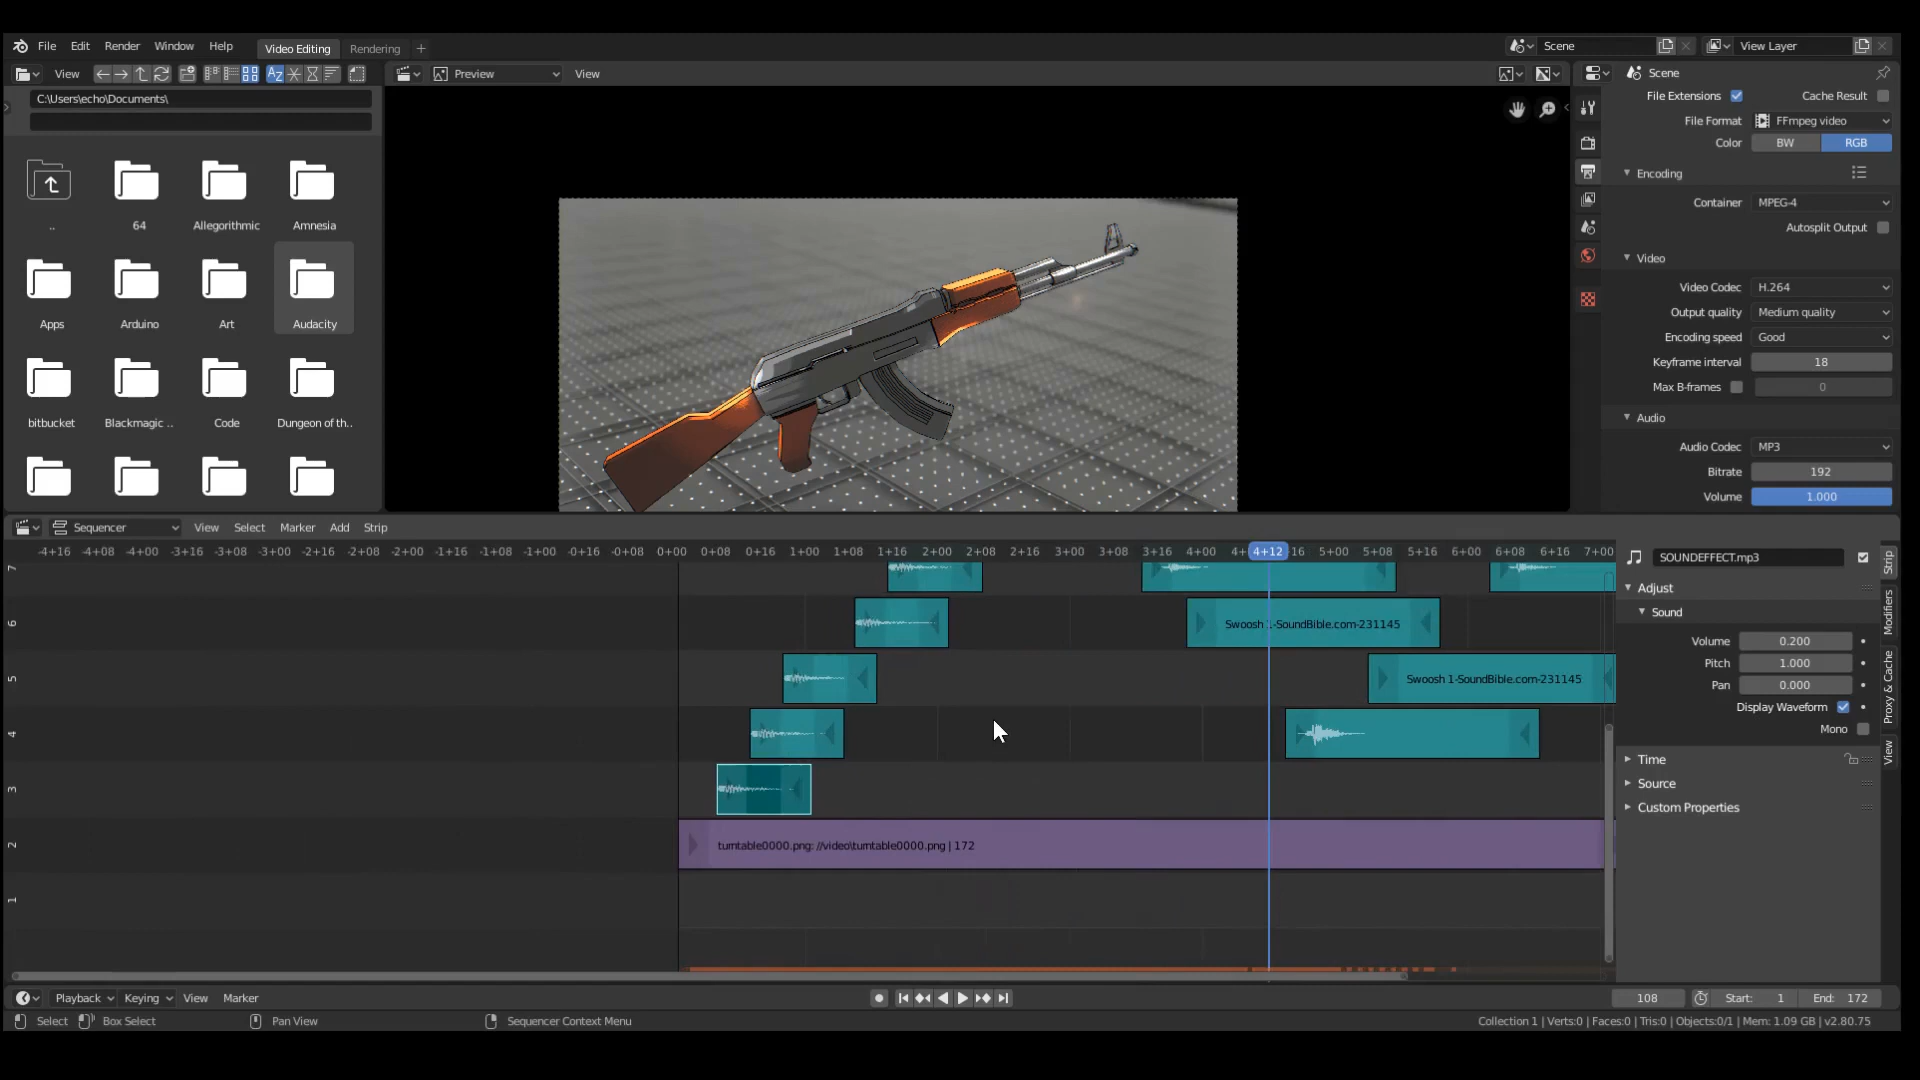 File Edit Render Window Help Video Editing Rendering + Scene View Layer
View Preview View Scene
C:\Users\echo\Documents\
File Extensions Cache Result
File Format FFmpeg video
Color BW RGB
Encoding
Container MPEG-4
Autosplit Output
Video
Video Codec H.264
Output quality Medium quality
Encoding speed Good
Keyframe interval 18
Max B-frames 0
Audio
Audio Codec MP3
Bitrate 192
Volume 1.000
.. 64 Allegorithmic Amnesia
Apps Arduino Art Audacity
bitbucket Blackmagic .. Code Dungeon of th..
Sequencer View Select Marker Add Strip
-4+16 -4+08 -4+00 -3+16 -3+08 -3+00 -2+16 -2+08 -2+00 -1+16 -1+08 -1+00 -0+16 -0+08 0+00 0+08 0+16 1+00 1+08 1+16 2+00 2+08 2+16 3+00 3+08 3+16 4+00 4+12 16 5+00 5+08 5+16 6+00 6+08 6+16 7+00
7
6 Swoosh 1-SoundBible.com-231145
5 Swoosh 1-SoundBible.com-231145
4
3
2 turntable0000.png: //video\turntable0000.png | 172
1
SOUNDEFFECT.mp3
Adjust
Sound
Volume 0.200
Pitch 1.000
Pan 0.000
Display Waveform
Mono
Time
Source
Custom Properties
Strip
Modifiers
Proxy & Cache
View
Playback Keying View Marker 108 Start: 1 End: 172
Select Box Select Pan View Sequencer Context Menu Collection 1 | Verts:0 | Faces:0 | Tris:0 | Objects:0/1 | Mem: 1.09 GB | v2.80.75